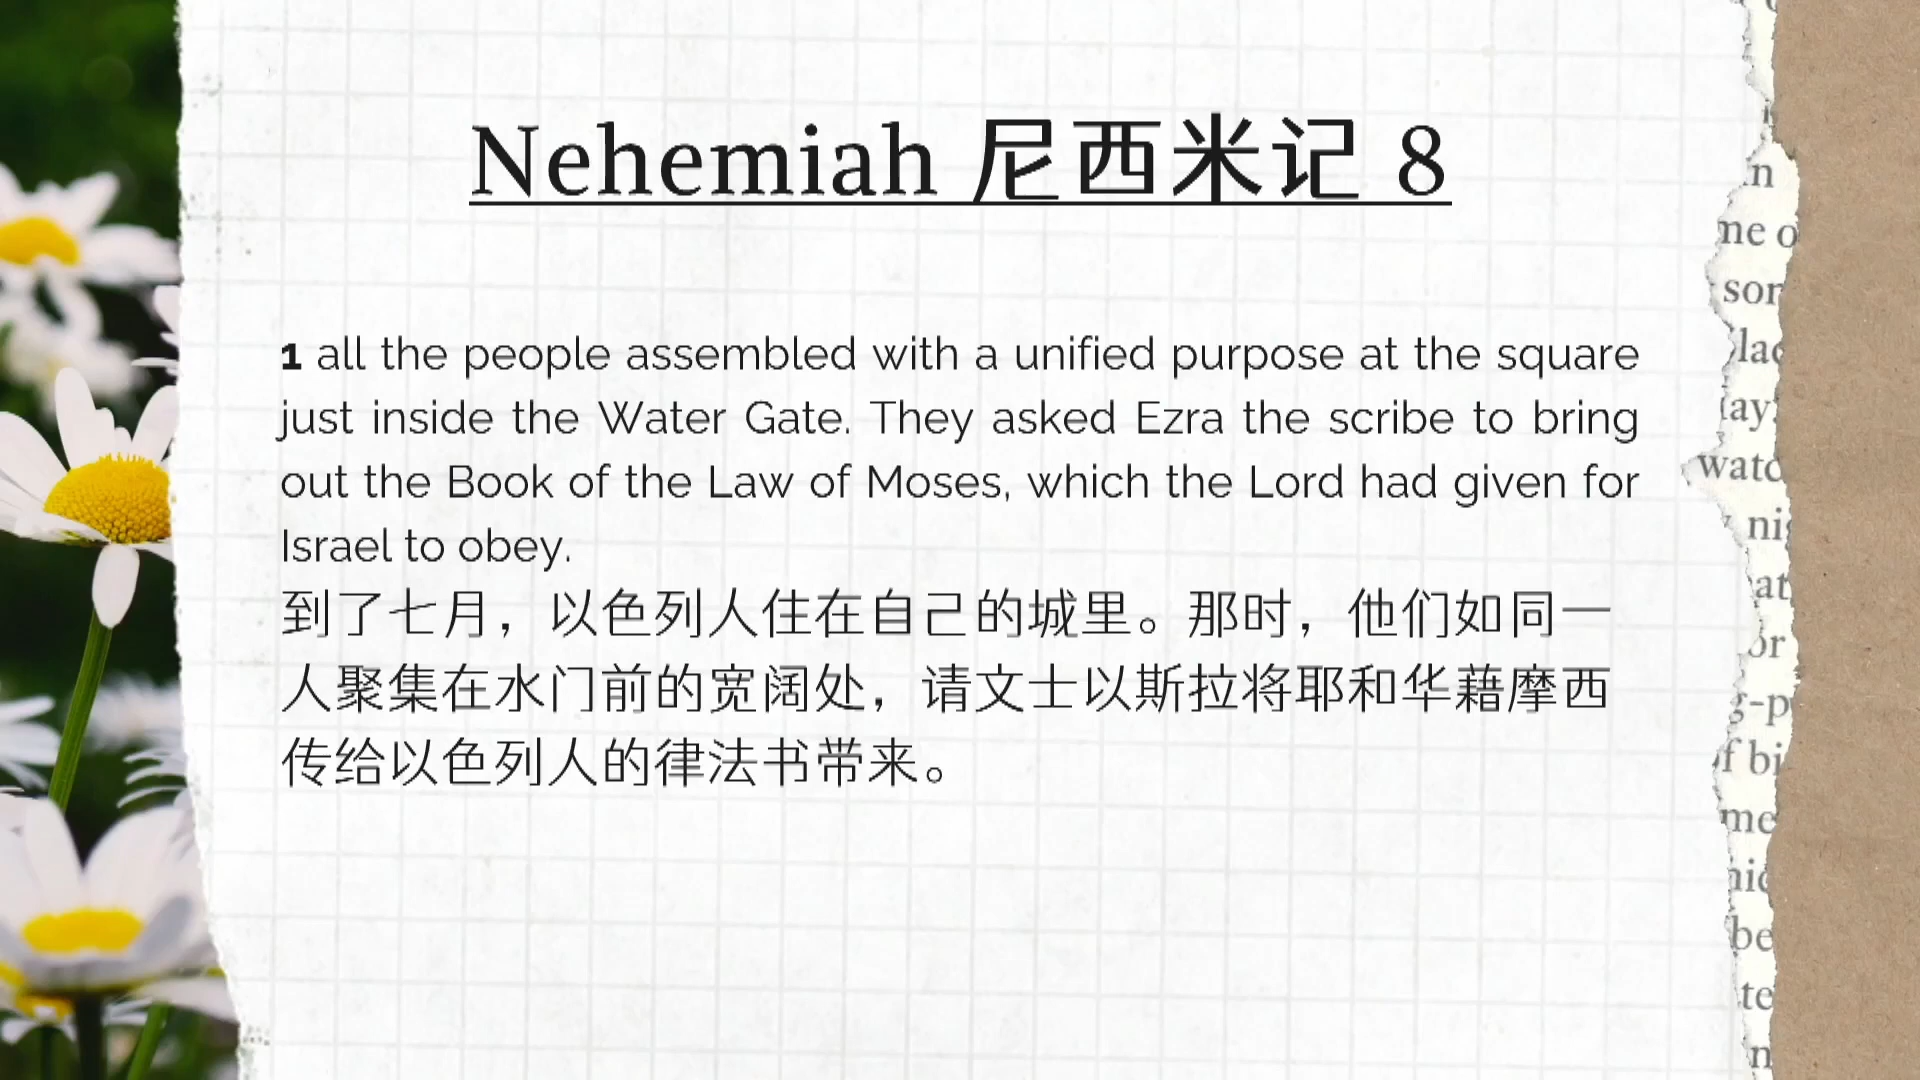 Nehemiah 尼西米记 8
1 all the people assembled with a unified purpose at the square
just inside the Water Gate. They asked Ezra the scribe to bring
out the Book of the Law of Moses, which the Lord had given for
Israel to obey.
到了七月，以色列人住在自己的城里。那时，他们如同一
人聚集在水门前的宽阔处，请文士以斯拉将耶和华藉摩西
传给以色列人的律法书带来。